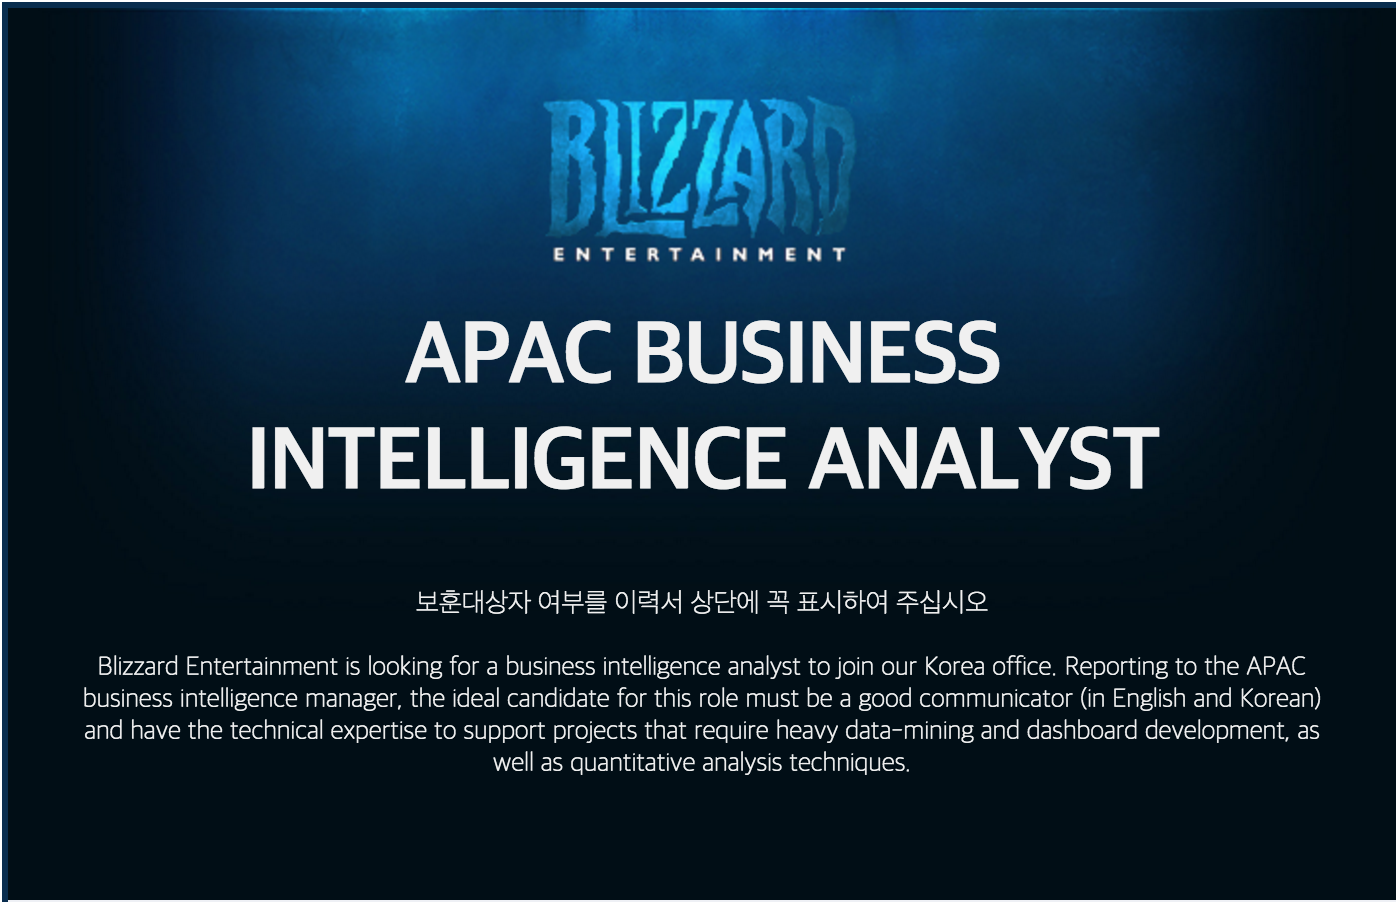 BLIZZARD
ENTERTAINMENT
APAC BUSINESS
INTELLIGENCE ANALYST
보훈대상자 여부를 이력서 상단에 꼭 표시하여 주십시오
Blizzard Entertainment is looking for a business intelligence analyst to join our Korea office. Reporting to the APAC
business intelligence manager, the ideal candidate for this role must be a good communicator (in English and Korean)
and have the technical expertise to support projects that require heavy data-mining and dashboard development, as
well as quantitative analysis techniques.